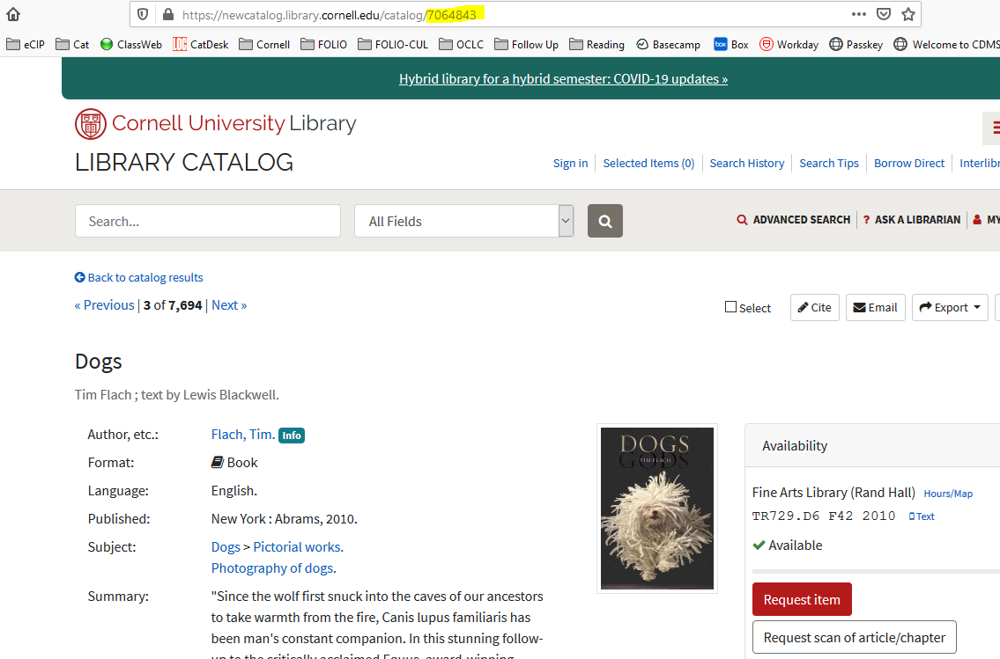 https://newcatalog.library.cornell.edu/catalog/7064843
eCIP Cat ClassWeb CatDesk Cornell FOLIO FOLIO-CUL OCLC Follow Up Reading Basecamp box Box Workday Passkey Welcome to CDMS
Hybrid library for a hybrid semester: COVID-19 updates »
Cornell University Library
LIBRARY CATALOG
Sign in Selected Items (0) Search History Search Tips Borrow Direct Interlibr
Search... All Fields
ADVANCED SEARCH ? ASK A LIBRARIAN MY
Back to catalog results
« Previous | 3 of 7,694 | Next »
Select Cite Email Export
Dogs
Tim Flach ; text by Lewis Blackwell.
Author, etc.: Flach, Tim. Info
Format: Book
Language: English.
Published: New York : Abrams, 2010.
Subject: Dogs > Pictorial works.
Photography of dogs.
Summary: "Since the wolf first snuck into the caves of our ancestors
to take warmth from the fire, Canis lupus familiaris has
been man's constant companion. In this stunning follow-
up to the critically acclaimed Equus, award-winning
DOGS
GODS
TIM FLACH
Availability
Fine Arts Library (Rand Hall) Hours/Map
TR729.D6 F42 2010 Text
Available
Request item
Request scan of article/chapter